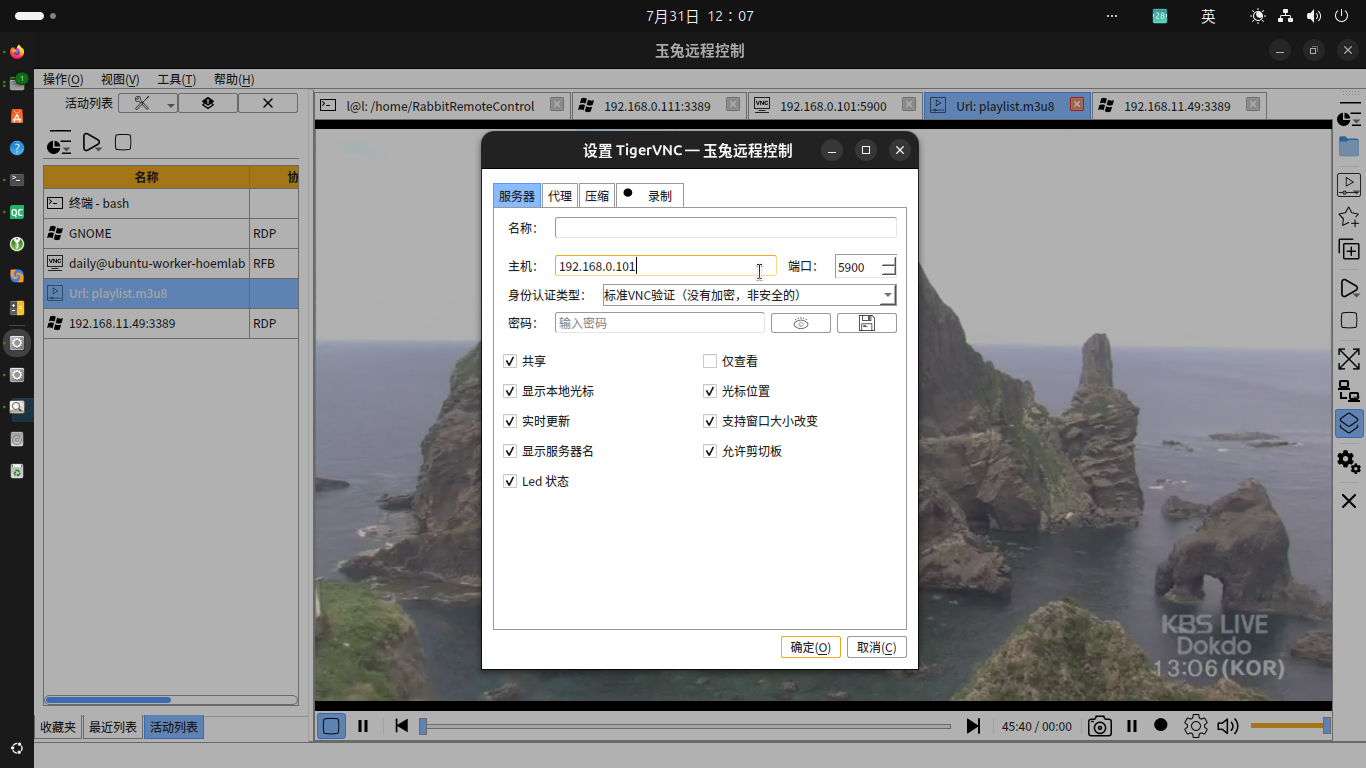 7月31日 12：07
28
英
玉兔远程控制
操作(O) 视图(V) 工具(T) 帮助(H)
活动列表
1
l@l: /home/RabbitRemoteControl
192.168.0.111:3389
VNC 192.168.0.101:5900
Url: playlist.m3u8
192.168.11.49:3389
名称 协
终端 - bash
GNOME RDP
VNC daily@ubuntu-worker-hoemlab RFB
Url: playlist.m3u8
192.168.11.49:3389 RDP
QC
设置 TigerVNC — 玉兔远程控制
服务器 代理 压缩 录制
名称：
主机： 192.168.0.101 端口： 5900
身份认证类型： 标准VNC验证（没有加密，非安全的）
密码： 输入密码
共享 仅查看
显示本地光标 光标位置
实时更新 支持窗口大小改变
显示服务器名 允许剪切板
Led 状态
确定(O) 取消(C)
KBS LIVE
Dokdo
13:06(KOR)
收藏夹 最近列表 活动列表
45:40 / 00:00